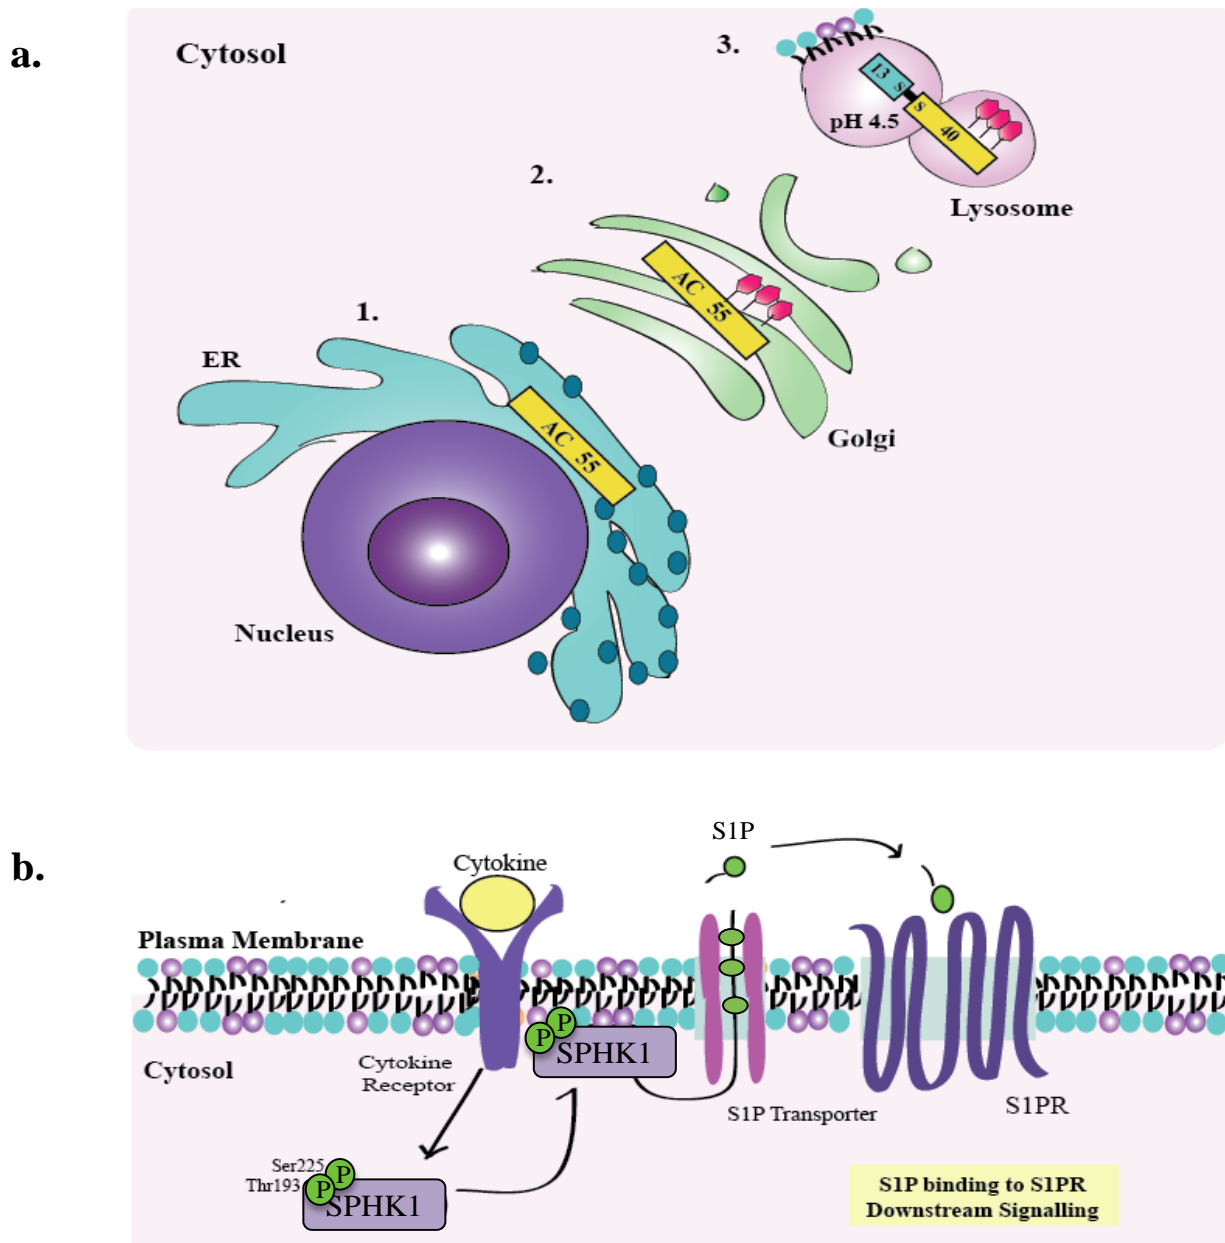 a.
Cytosol
3.
13 S
S 40
pH 4.5
Lysosome
2.
AC 55
Golgi
1.
ER
AC 55
Nucleus
b.
S1P
Cytokine
Plasma Membrane
P P
SPHK1
Cytosol
Cytokine
Receptor
S1P Transporter
S1PR
Ser225 P
Thr193 P
SPHK1
S1P binding to S1PR
Downstream Signalling